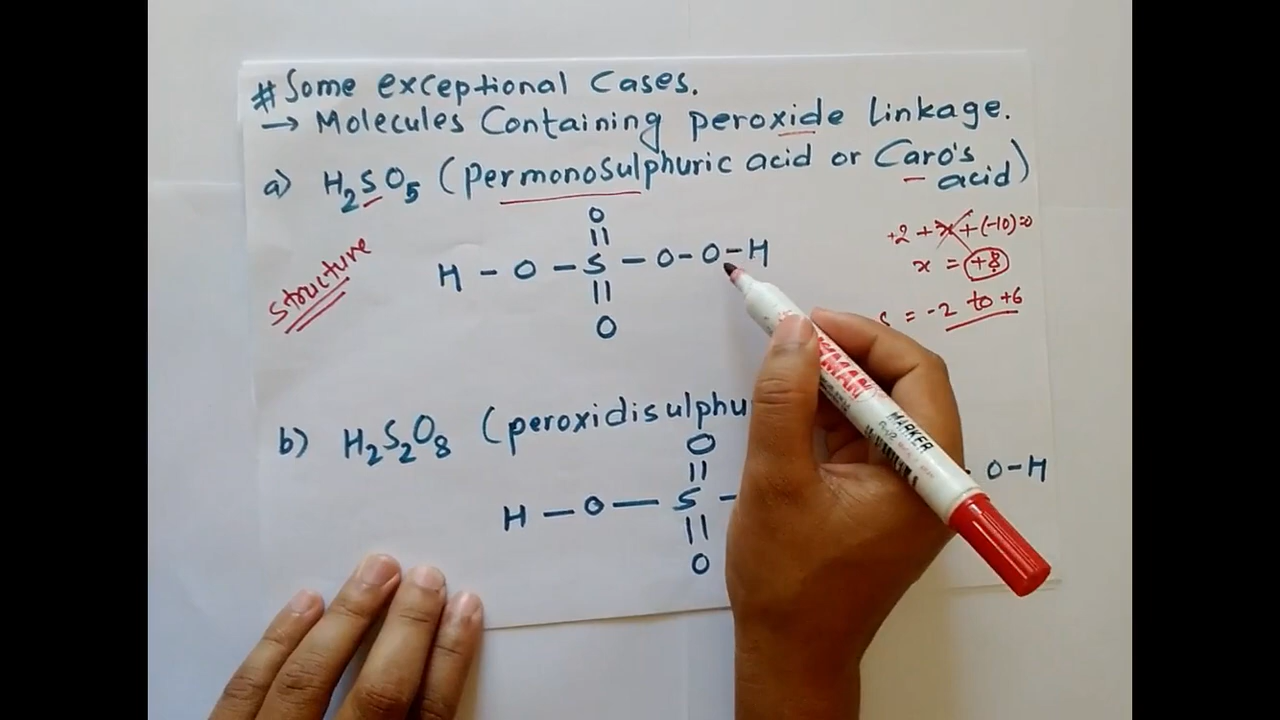 # Some exceptional Cases.
→ Molecules Containing peroxide linkage.
a) H₂SO₅ (permonosulphuric acid or Caro's acid)
+2 + x + (-10)=0
x = +8
s = -2 to +6
structure
O
||
H - O - S - O - O - H
||
O
b) H₂S₂O₈ (peroxidisulphu
O
||
H - O - S - O - H
||
O
MARKER